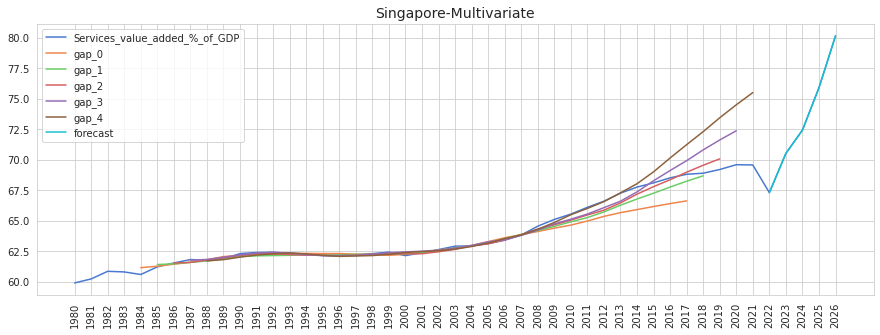 Singapore-Multivariate
Services_value_added_%_of_GDP
gap_0
gap_1
gap_2
gap_3
gap_4
forecast
80.0
77.5
75.0
72.5
70.0
67.5
65.0
62.5
60.0
1980 1981 1982 1983 1984 1985 1986 1987 1988 1989 1990 1991 1992 1993 1994 1995 1996 1997 1998 1999 2000 2001 2002 2003 2004 2005 2006 2007 2008 2009 2010 2011 2012 2013 2014 2015 2016 2017 2018 2019 2020 2021 2022 2023 2024 2025 2026